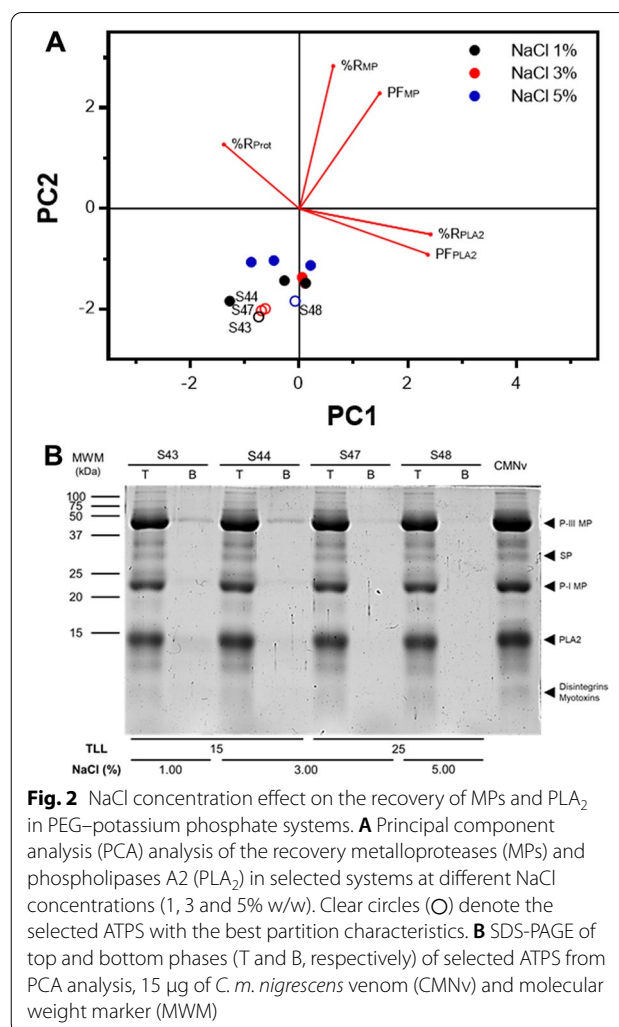 A
NaCl 1%
NaCl 3%
NaCl 5%
%RMP
PFMP
%RProt
%RPLA2
PFPLA2
S44
S47
S48
S43
2
0
-2
-2
0
2
4
PC2
PC1
B
MWM
(kDa)
S43
S44
S47
S48
CMNv
T
B
T
B
T
B
T
B
100
75
50
37
25
20
15
P-III MP
SP
P-I MP
PLA2
Disintegrins
Myotoxins
TLL
15
25
NaCl (%)
1.00
3.00
5.00
Fig. 2 NaCl concentration effect on the recovery of MPs and PLA₂
in PEG–potassium phosphate systems. A Principal component
analysis (PCA) analysis of the recovery metalloproteases (MPs) and
phospholipases A2 (PLA₂) in selected systems at different NaCl
concentrations (1, 3 and 5% w/w). Clear circles (○) denote the
selected ATPS with the best partition characteristics. B SDS-PAGE of
top and bottom phases (T and B, respectively) of selected ATPS from
PCA analysis, 15 µg of C. m. nigrescens venom (CMNv) and molecular
weight marker (MWM)